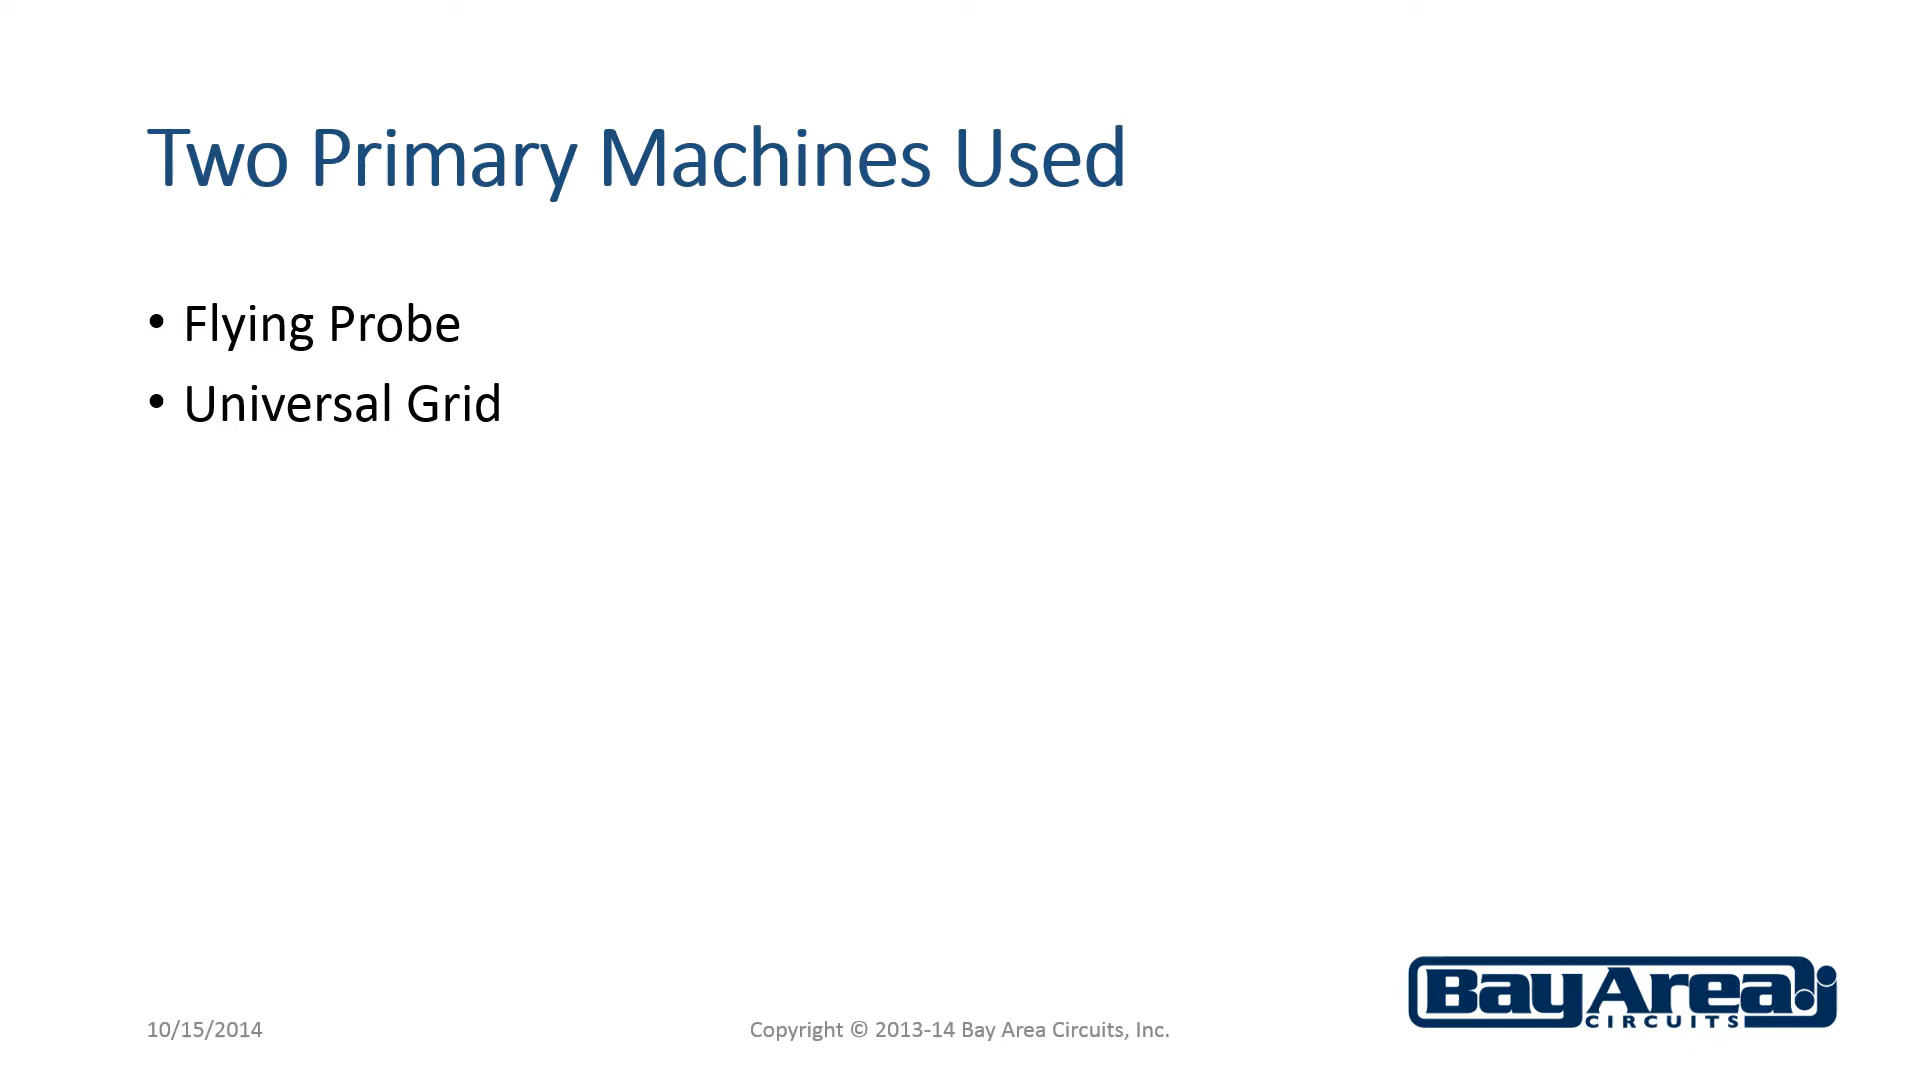 Two Primary Machines Used
• Flying Probe
• Universal Grid
Bay Area
CIRCUITS
10/15/2014
Copyright © 2013-14 Bay Area Circuits, Inc.